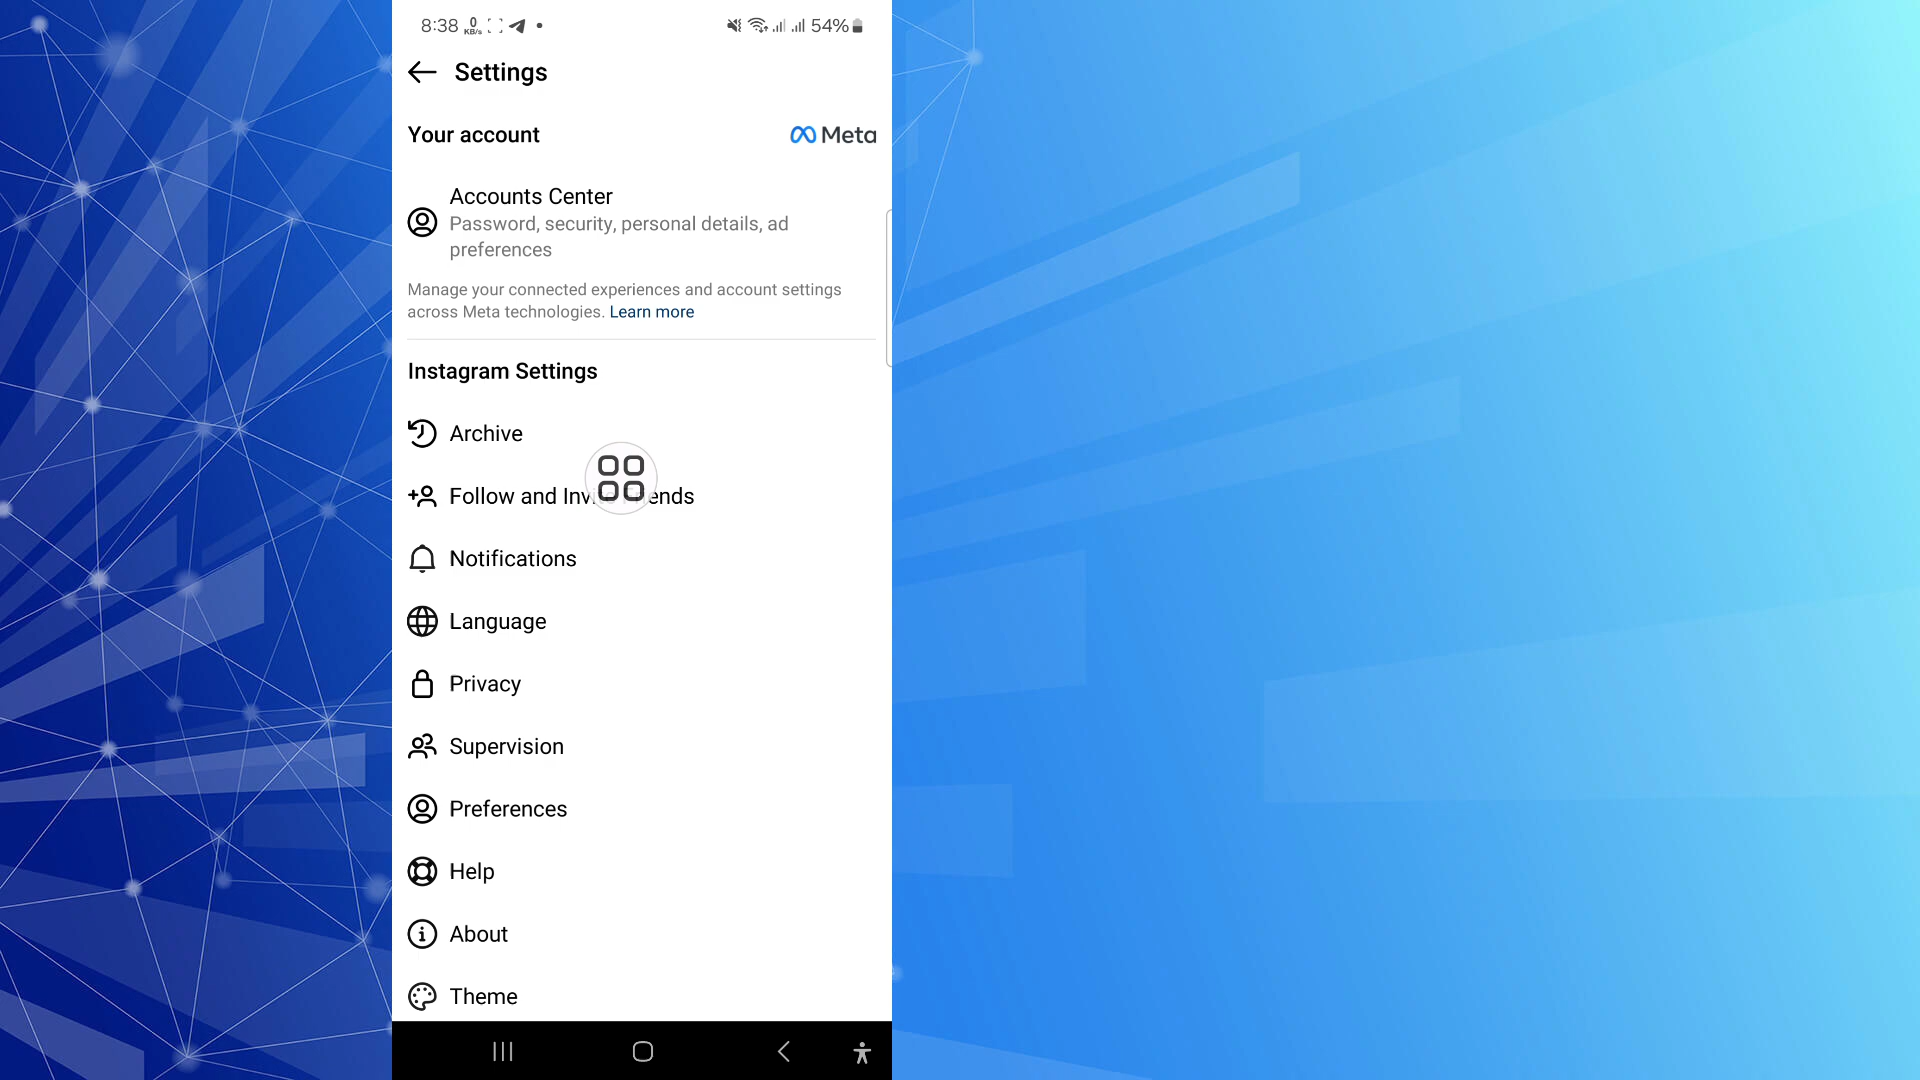 8:38 0 KB/s 54%
Settings
Your account Meta
Accounts Center
Password, security, personal details, ad
preferences
Manage your connected experiences and account settings
across Meta technologies. Learn more
Instagram Settings
Archive
Follow and Invite Friends
Notifications
Language
Privacy
Supervision
Preferences
Help
About
Theme